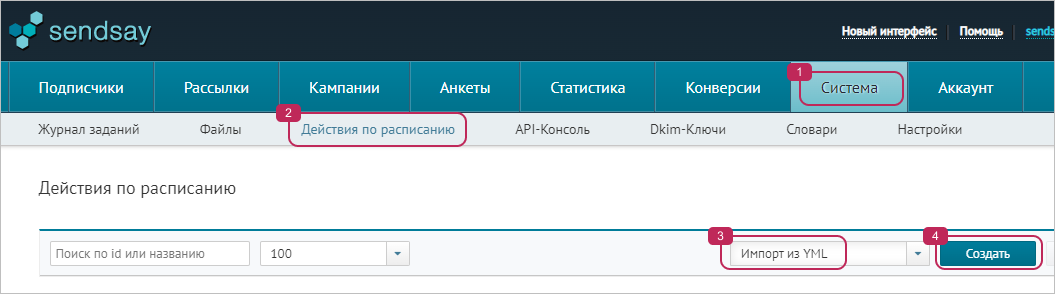 sendsay
Новый интерфейс Помощь sends
1
Подписчики Рассылки Кампании Анкеты Статистика Конверсии Система Аккаунт
2
Журнал заданий Файлы Действия по расписанию API-Консоль Dkim-Ключи Словари Настройки
Действия по расписанию
3 4
Поиск по id или названию 100 Импорт из YML Создать